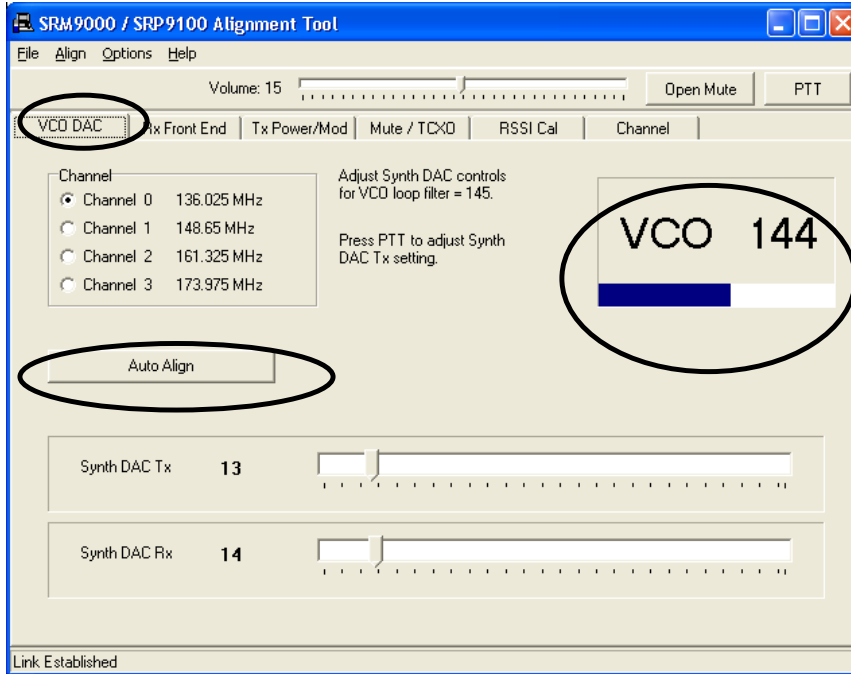 SRM9000 / SRP9100 Alignment Tool
File Align Options Help
Volume: 15 Open Mute PTT
VCO DAC Rx Front End Tx Power/Mod Mute / TCXO RSSI Cal Channel
Channel
Channel 0 136.025 MHz
Channel 1 148.65 MHz
Channel 2 161.325 MHz
Channel 3 173.975 MHz
Adjust Synth DAC controls
for VCO loop filter = 145.
Press PTT to adjust Synth
DAC Tx setting.
VCO 144
Auto Align
Synth DAC Tx 13
Synth DAC Rx 14
Link Established